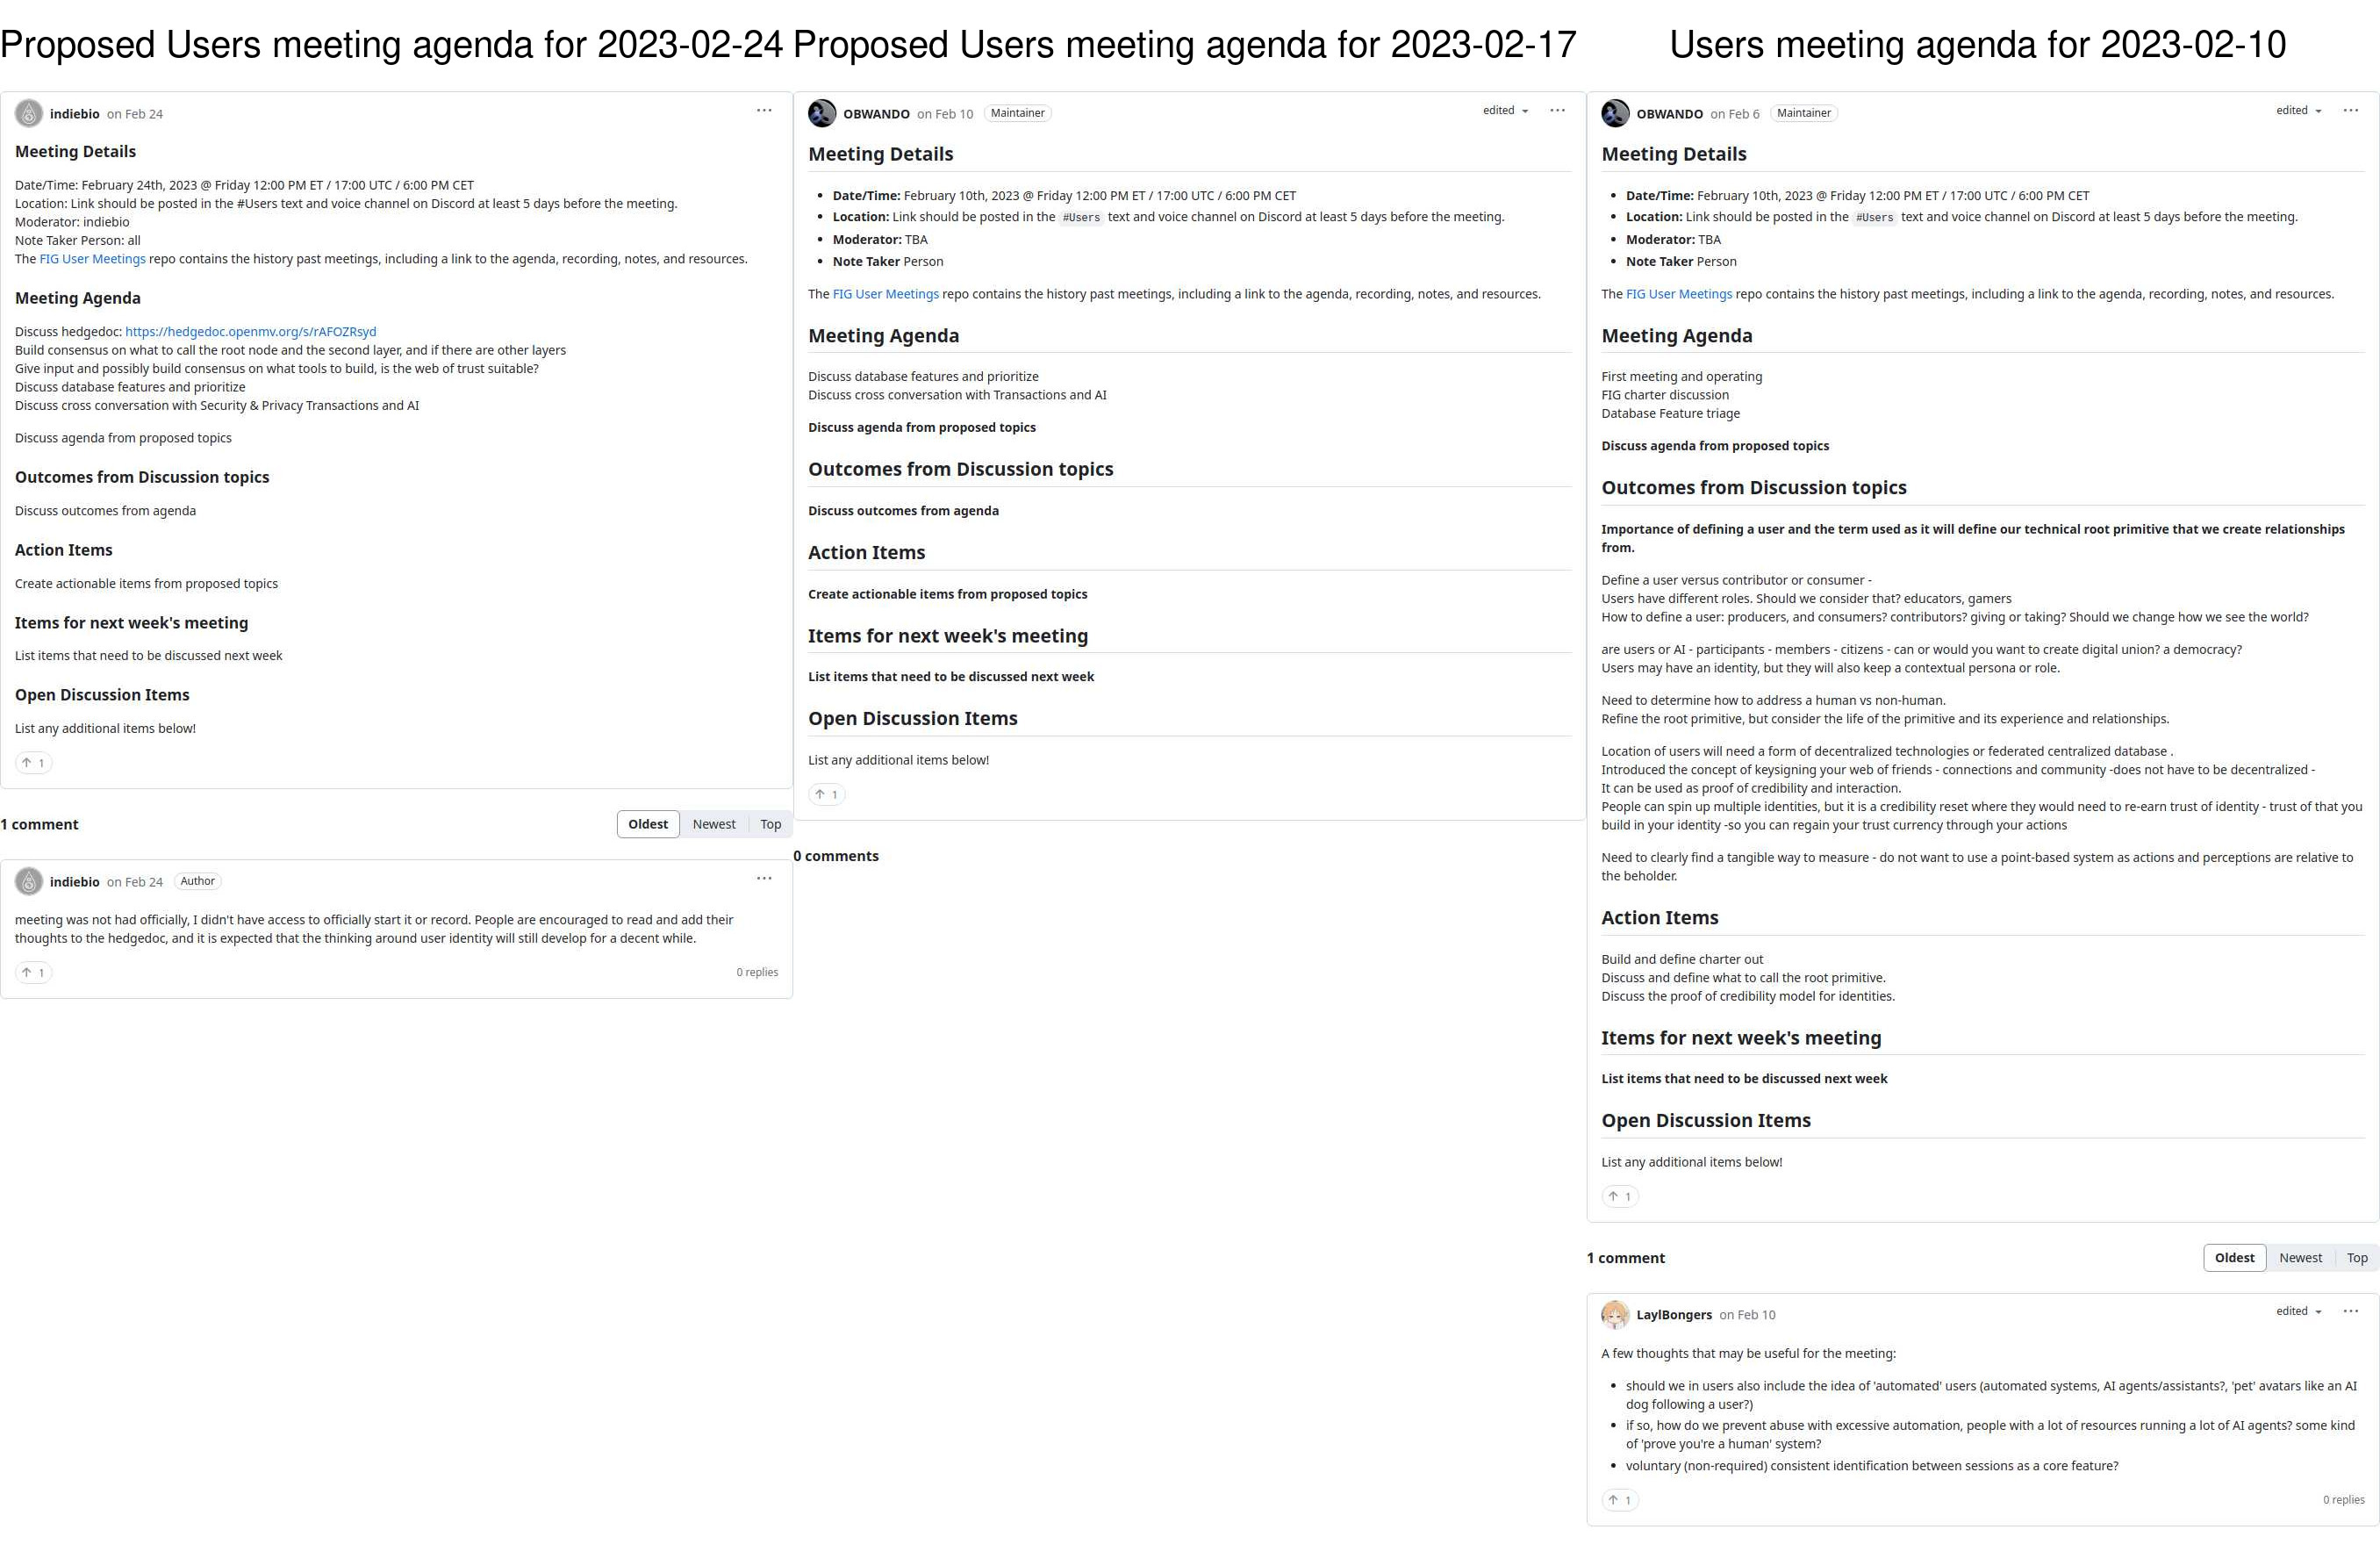 Proposed Users meeting agenda for 2023-02-24
indiebio on Feb 24
Meeting Details
Date/Time: February 24th, 2023 @ Friday 12:00 PM ET / 17:00 UTC / 6:00 PM CET
Location: Link should be posted in the #Users text and voice channel on Discord at least 5 days before the meeting.
Moderator: indiebio
Note Taker Person: all
The FIG User Meetings repo contains the history past meetings, including a link to the agenda, recording, notes, and resources.
Meeting Agenda
Discuss hedgedoc: https://hedgedoc.openmv.org/s/rAFOZRsyd
Build consensus on what to call the root node and the second layer, and if there are other layers
Give input and possibly build consensus on what tools to build, is the web of trust suitable?
Discuss database features and prioritize
Discuss cross conversation with Security & Privacy Transactions and AI
Discuss agenda from proposed topics
Outcomes from Discussion topics
Discuss outcomes from agenda
Action Items
Create actionable items from proposed topics
Items for next week's meeting
List items that need to be discussed next week
Open Discussion Items
List any additional items below!
↑ 1
1 comment
Oldest Newest Top
indiebio on Feb 24 Author
meeting was not had officially, I didn't have access to officially start it or record. People are encouraged to read and add their
thoughts to the hedgedoc, and it is expected that the thinking around user identity will still develop for a decent while.
↑ 1 0 replies
Proposed Users meeting agenda for 2023-02-17
OBWANDO on Feb 10 Maintainer edited
Meeting Details
• Date/Time: February 10th, 2023 @ Friday 12:00 PM ET / 17:00 UTC / 6:00 PM CET
• Location: Link should be posted in the #Users text and voice channel on Discord at least 5 days before the meeting.
• Moderator: TBA
• Note Taker Person
The FIG User Meetings repo contains the history past meetings, including a link to the agenda, recording, notes, and resources.
Meeting Agenda
Discuss database features and prioritize
Discuss cross conversation with Transactions and AI
Discuss agenda from proposed topics
Outcomes from Discussion topics
Discuss outcomes from agenda
Action Items
Create actionable items from proposed topics
Items for next week's meeting
List items that need to be discussed next week
Open Discussion Items
List any additional items below!
↑ 1
0 comments
Users meeting agenda for 2023-02-10
OBWANDO on Feb 6 Maintainer edited
Meeting Details
• Date/Time: February 10th, 2023 @ Friday 12:00 PM ET / 17:00 UTC / 6:00 PM CET
• Location: Link should be posted in the #Users text and voice channel on Discord at least 5 days before the meeting.
• Moderator: TBA
• Note Taker Person
The FIG User Meetings repo contains the history past meetings, including a link to the agenda, recording, notes, and resources.
Meeting Agenda
First meeting and operating
FIG charter discussion
Database Feature triage
Discuss agenda from proposed topics
Outcomes from Discussion topics
Importance of defining a user and the term used as it will define our technical root primitive that we create relationships
from.
Define a user versus contributor or consumer -
Users have different roles. Should we consider that? educators, gamers
How to define a user: producers, and consumers? contributors? giving or taking? Should we change how we see the world?
are users or AI - participants - members - citizens - can or would you want to create digital union? a democracy?
Users may have an identity, but they will also keep a contextual persona or role.
Need to determine how to address a human vs non-human.
Refine the root primitive, but consider the life of the primitive and its experience and relationships.
Location of users will need a form of decentralized technologies or federated centralized database .
Introduced the concept of keysigning your web of friends - connections and community -does not have to be decentralized -
It can be used as proof of credibility and interaction.
People can spin up multiple identities, but it is a credibility reset where they would need to re-earn trust of identity - trust of that you
build in your identity -so you can regain your trust currency through your actions
Need to clearly find a tangible way to measure - do not want to use a point-based system as actions and perceptions are relative to
the beholder.
Action Items
Build and define charter out
Discuss and define what to call the root primitive.
Discuss the proof of credibility model for identities.
Items for next week's meeting
List items that need to be discussed next week
Open Discussion Items
List any additional items below!
↑ 1
1 comment
Oldest Newest Top
LaylBongers on Feb 10 edited
A few thoughts that may be useful for the meeting:
• should we in users also include the idea of 'automated' users (automated systems, AI agents/assistants?, 'pet' avatars like an AI
dog following a user?)
• if so, how do we prevent abuse with excessive automation, people with a lot of resources running a lot of AI agents? some kind
of 'prove you're a human' system?
• voluntary (non-required) consistent identification between sessions as a core feature?
↑ 1 0 replies